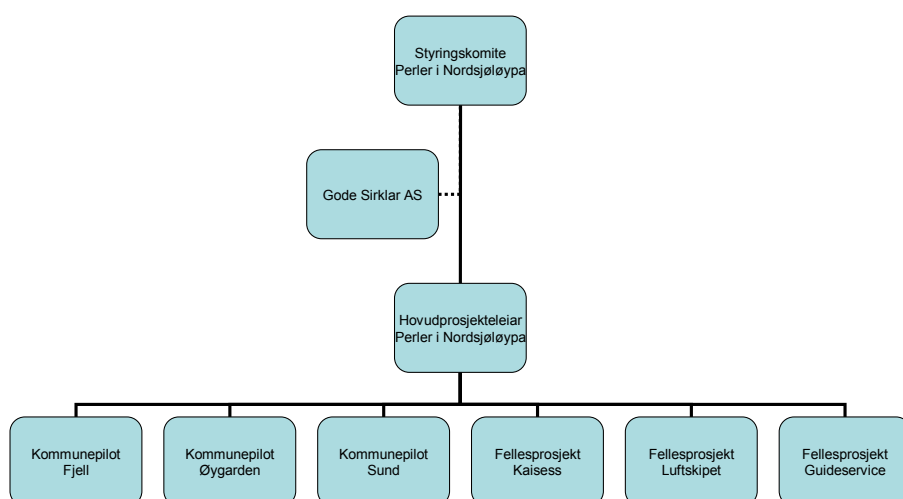 Styringskomite
Perler i Nordsjøløypa
Gode Sirklar AS
Hovudprosjekteleiar
Perler i Nordsjøløypa
Kommunepilot
Fjell
Kommunepilot
Øygarden
Kommunepilot
Sund
Fellesprosjekt
Kaisess
Fellesprosjekt
Luftskipet
Fellesprosjekt
Guideservice